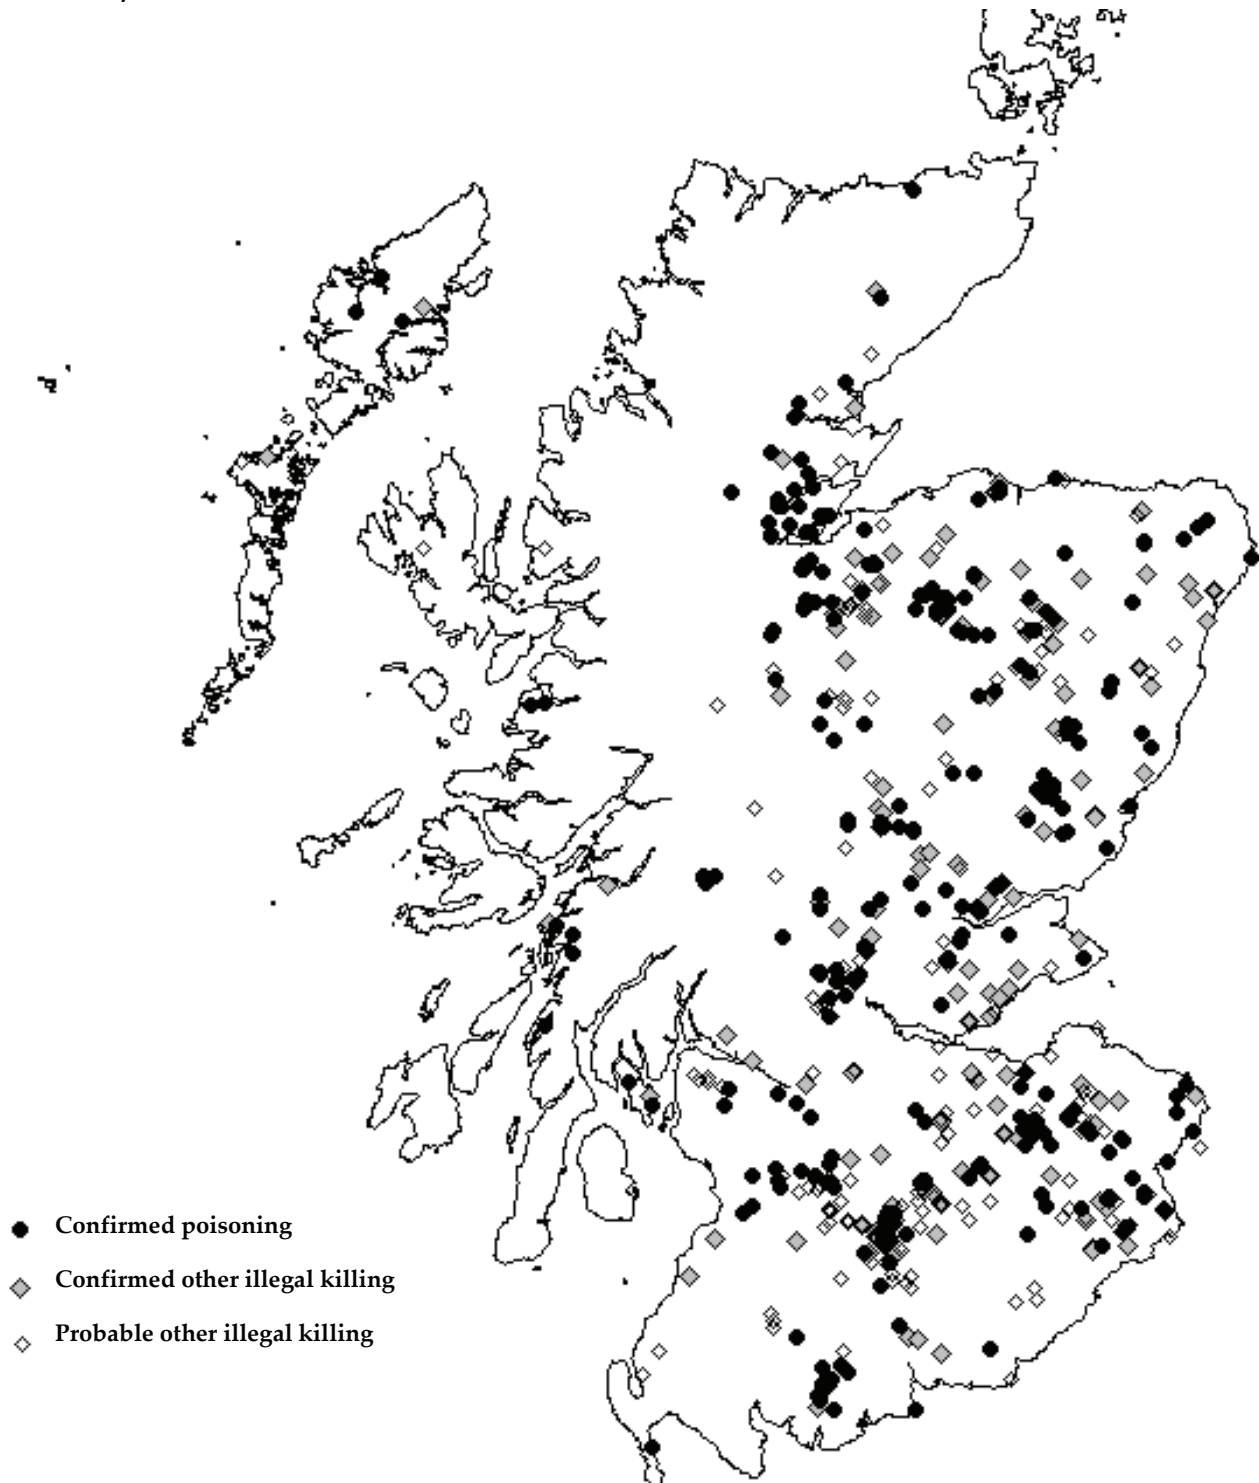 Confirmed poisoning
Confirmed other illegal killing
Probable other illegal killing